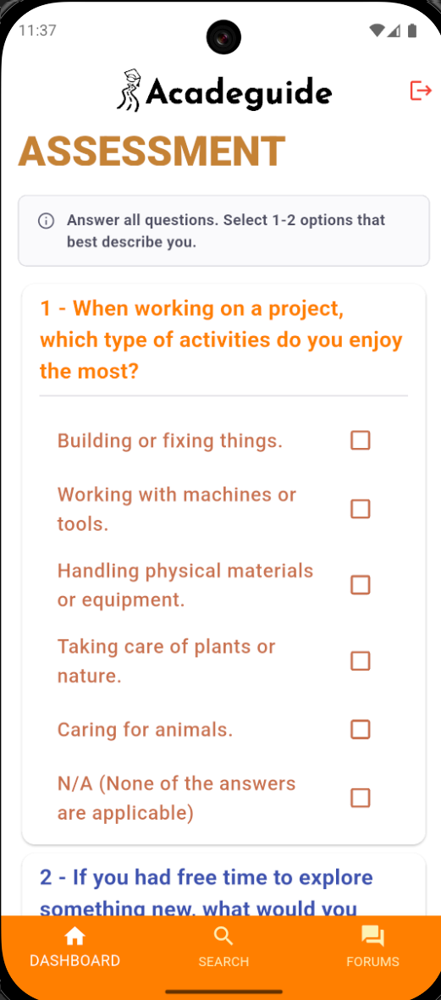 11:37
Acadeguide
ASSESSMENT
Answer all questions. Select 1-2 options that
best describe you.
1 - When working on a project,
which type of activities do you enjoy
the most?
Building or fixing things.
Working with machines or
tools.
Handling physical materials
or equipment.
Taking care of plants or
nature.
Caring for animals.
N/A (None of the answers
are applicable)
2 - If you had free time to explore
something new, what would you
DASHBOARD
SEARCH
FORUMS